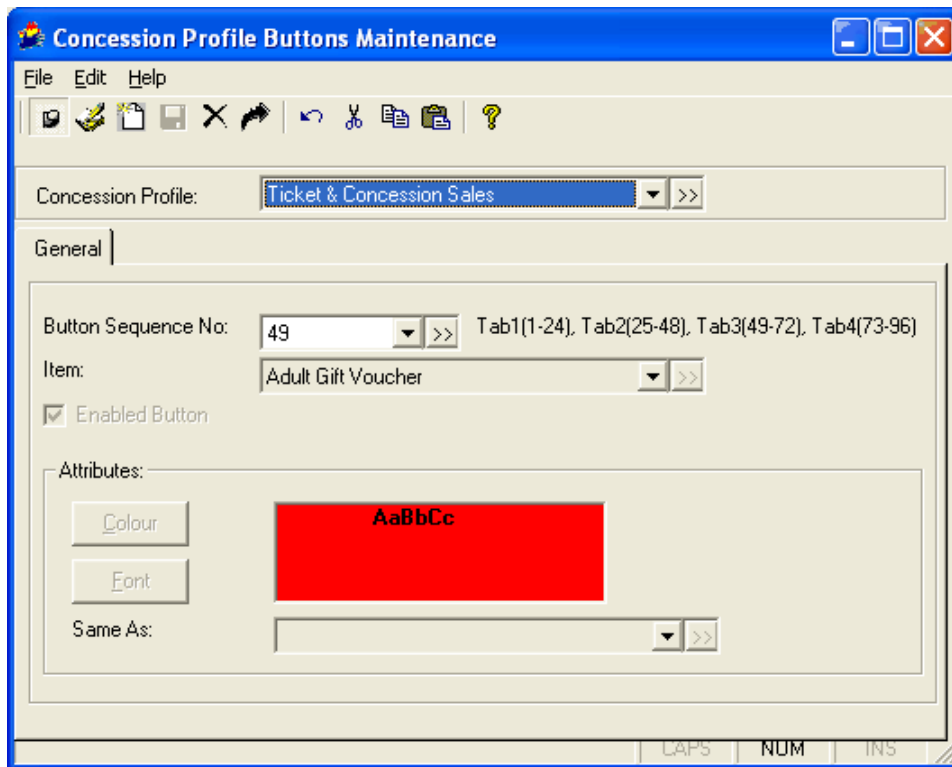 Concession Profile Buttons Maintenance
File Edit Help
Concession Profile: Ticket & Concession Sales >>
General
Button Sequence No: 49 >> Tab1(1-24), Tab2(25-48), Tab3(49-72), Tab4(73-96)
Item: Adult Gift Voucher >>
Enabled Button
Attributes:
Colour AaBbCc
Font
Same As: >>
CAPS NUM INS